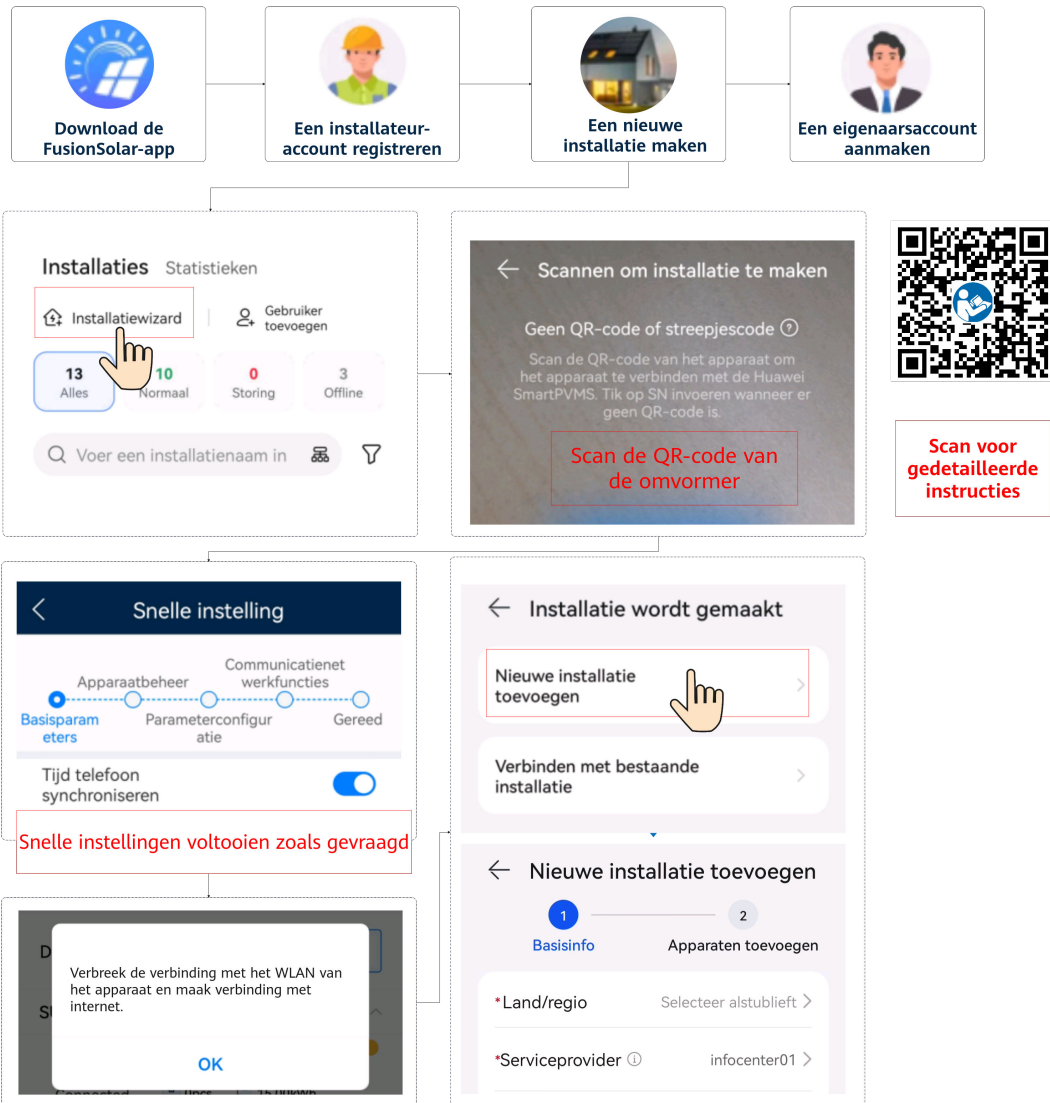 Download de
FusionSolar-app
Een installateur-
account registreren
Een nieuwe
installatie maken
Een eigenaarsaccount
aanmaken
Installaties Statistieken
Installatiewizard
Gebruiker
toevoegen
13
Alles
10
Normaal
0
Storing
3
Offline
Voer een installatienaam in
Scannen om installatie te maken
Geen QR-code of streepjescode ?
Scan de QR-code van het apparaat om
het apparaat te verbinden met de Huawei
SmartPVMS. Tik op SN invoeren wanneer er
geen QR-code is.
Scan de QR-code van
de omvormer
Scan voor
gedetailleerde
instructies
Snelle instelling
Basisparam
eters
Apparaatbeheer
Parameterconfigur
atie
Communicatienet
werkfuncties
Gereed
Tijd telefoon
synchroniseren
Snelle instellingen voltooien zoals gevraagd
Verbreek de verbinding met het WLAN van
het apparaat en maak verbinding met
internet.
OK
Installatie wordt gemaakt
Nieuwe installatie
toevoegen
Verbinden met bestaande
installatie
Nieuwe installatie toevoegen
1
Basisinfo
2
Apparaten toevoegen
*Land/regio Selecteer alstublieft
*Serviceprovider infocenter01